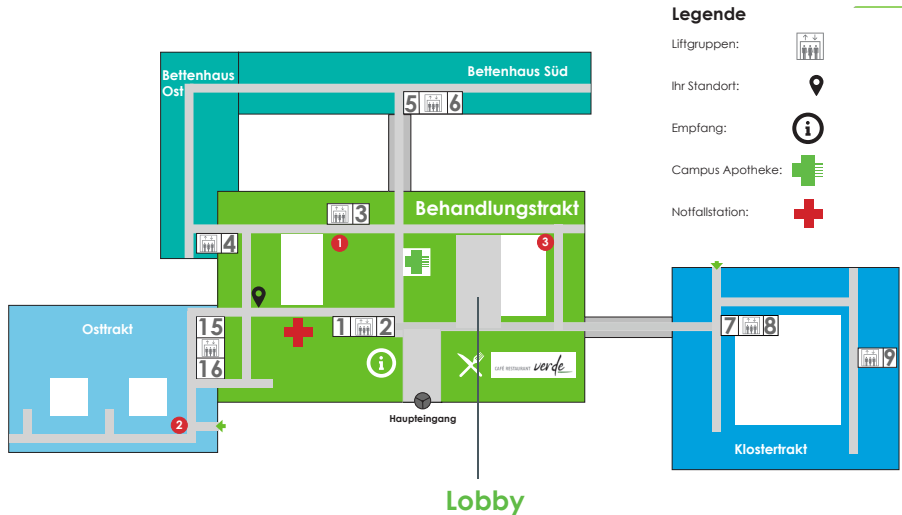 Legende
Liftgruppen:
Ihr Standort:
Empfang:
Campus Apotheke:
Notfallstation:
Bettenhaus
Ost
Bettenhaus Süd
5 6
3
Behandlungstrakt
4
1
3
15
16
Osttrakt
1 2
i
CAFÉ RESTAURANT verde
2
Haupteingang
7 8
9
Klostertrakt
Lobby